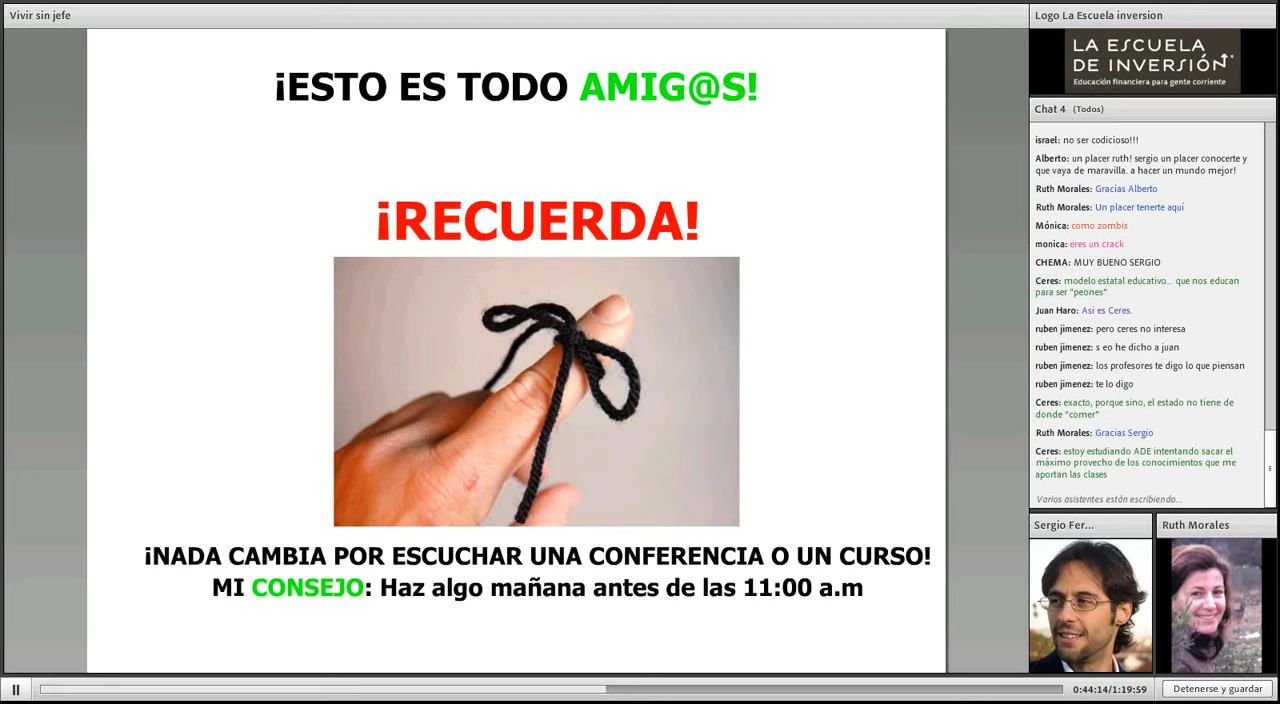 Vivir sin jefe
¡ESTO ES TODO AMIG@S!
¡RECUERDA!
¡NADA CAMBIA POR ESCUCHAR UNA CONFERENCIA O UN CURSO!
MI CONSEJO: Haz algo mañana antes de las 11:00 a.m
Logo La Escuela inversion
LA ESCUELA
DE INVERSIÓN
Educación financiera para gente corriente
Chat 4 (Todos)
israel: no ser codicioso!!!
Alberto: un placer ruth! sergio un placer conocerte y
que vaya de maravilla. a hacer un mundo mejor!
Ruth Morales: Gracias Alberto
Ruth Morales: Un placer tenerte aquí
Mónica: como zombis
monica: eres un crack
CHEMA: MUY BUENO SERGIO
Ceres: modelo estatal educativo... que nos educan
para ser "peones"
Juan Haro: Asi es Ceres.
ruben jimenez: pero ceres no interesa
ruben jimenez: s eo he dicho a juan
ruben jimenez: los profesores te digo lo que piensan
ruben jimenez: te lo digo
Ceres: exacto, porque sino, el estado no tiene de
donde "comer"
Ruth Morales: Gracias Sergio
Ceres: estoy estudiando ADE intentando sacar el
máximo provecho de los conocimientos que me
aportan las clases
Varios asistentes están escribiendo...
Sergio Fer...
Ruth Morales
0:44:14/1:19:59
Detenerse y guardar